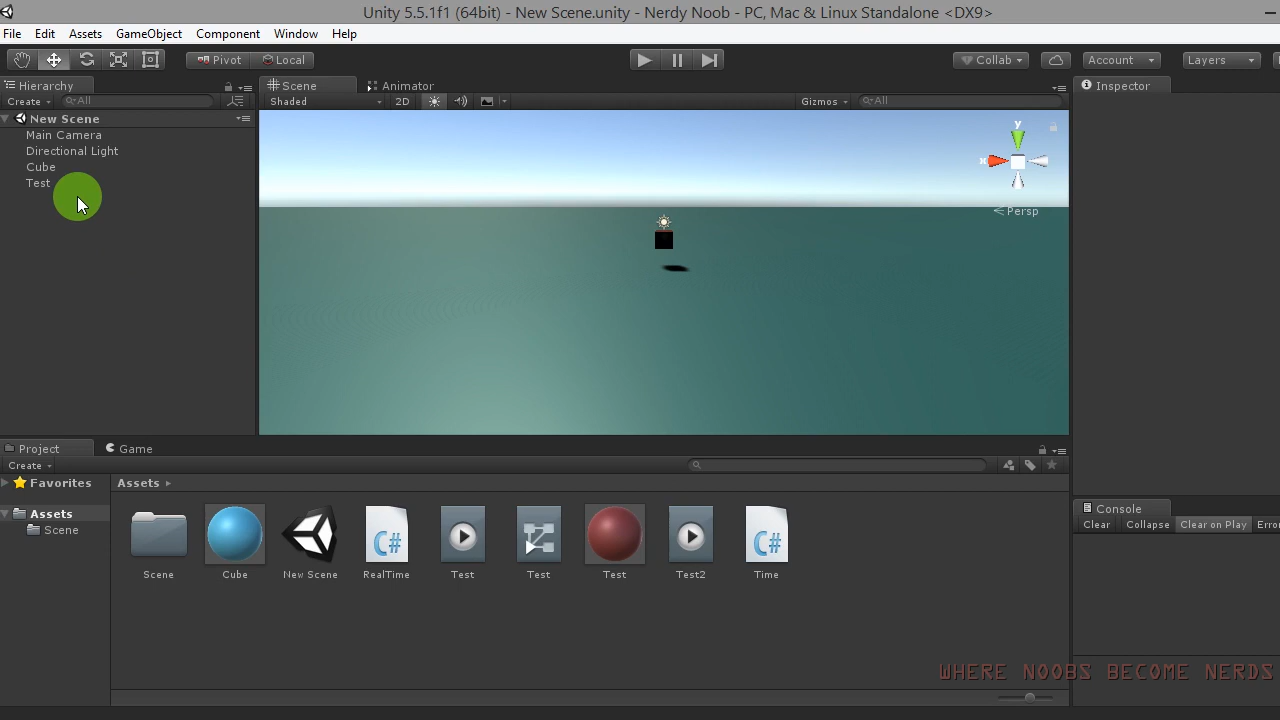 Unity 5.5.1f1 (64bit) - New Scene.unity - Nerdy Noob - PC, Mac & Linux Standalone <DX9>
File Edit Assets GameObject Component Window Help
Pivot Local Collab Account Layers
Hierarchy Scene Animator Inspector
Create All Shaded 2D Gizmos All
New Scene
Main Camera
Directional Light
Cube
Test
y
x
Persp
Project Game
Create
Favorites
Assets
Assets
Scene
Scene Cube New Scene RealTime Test Test Test Test2 Time
Console
Clear Collapse Clear on Play Erro
WHERE NOOBS BECOME NERDS